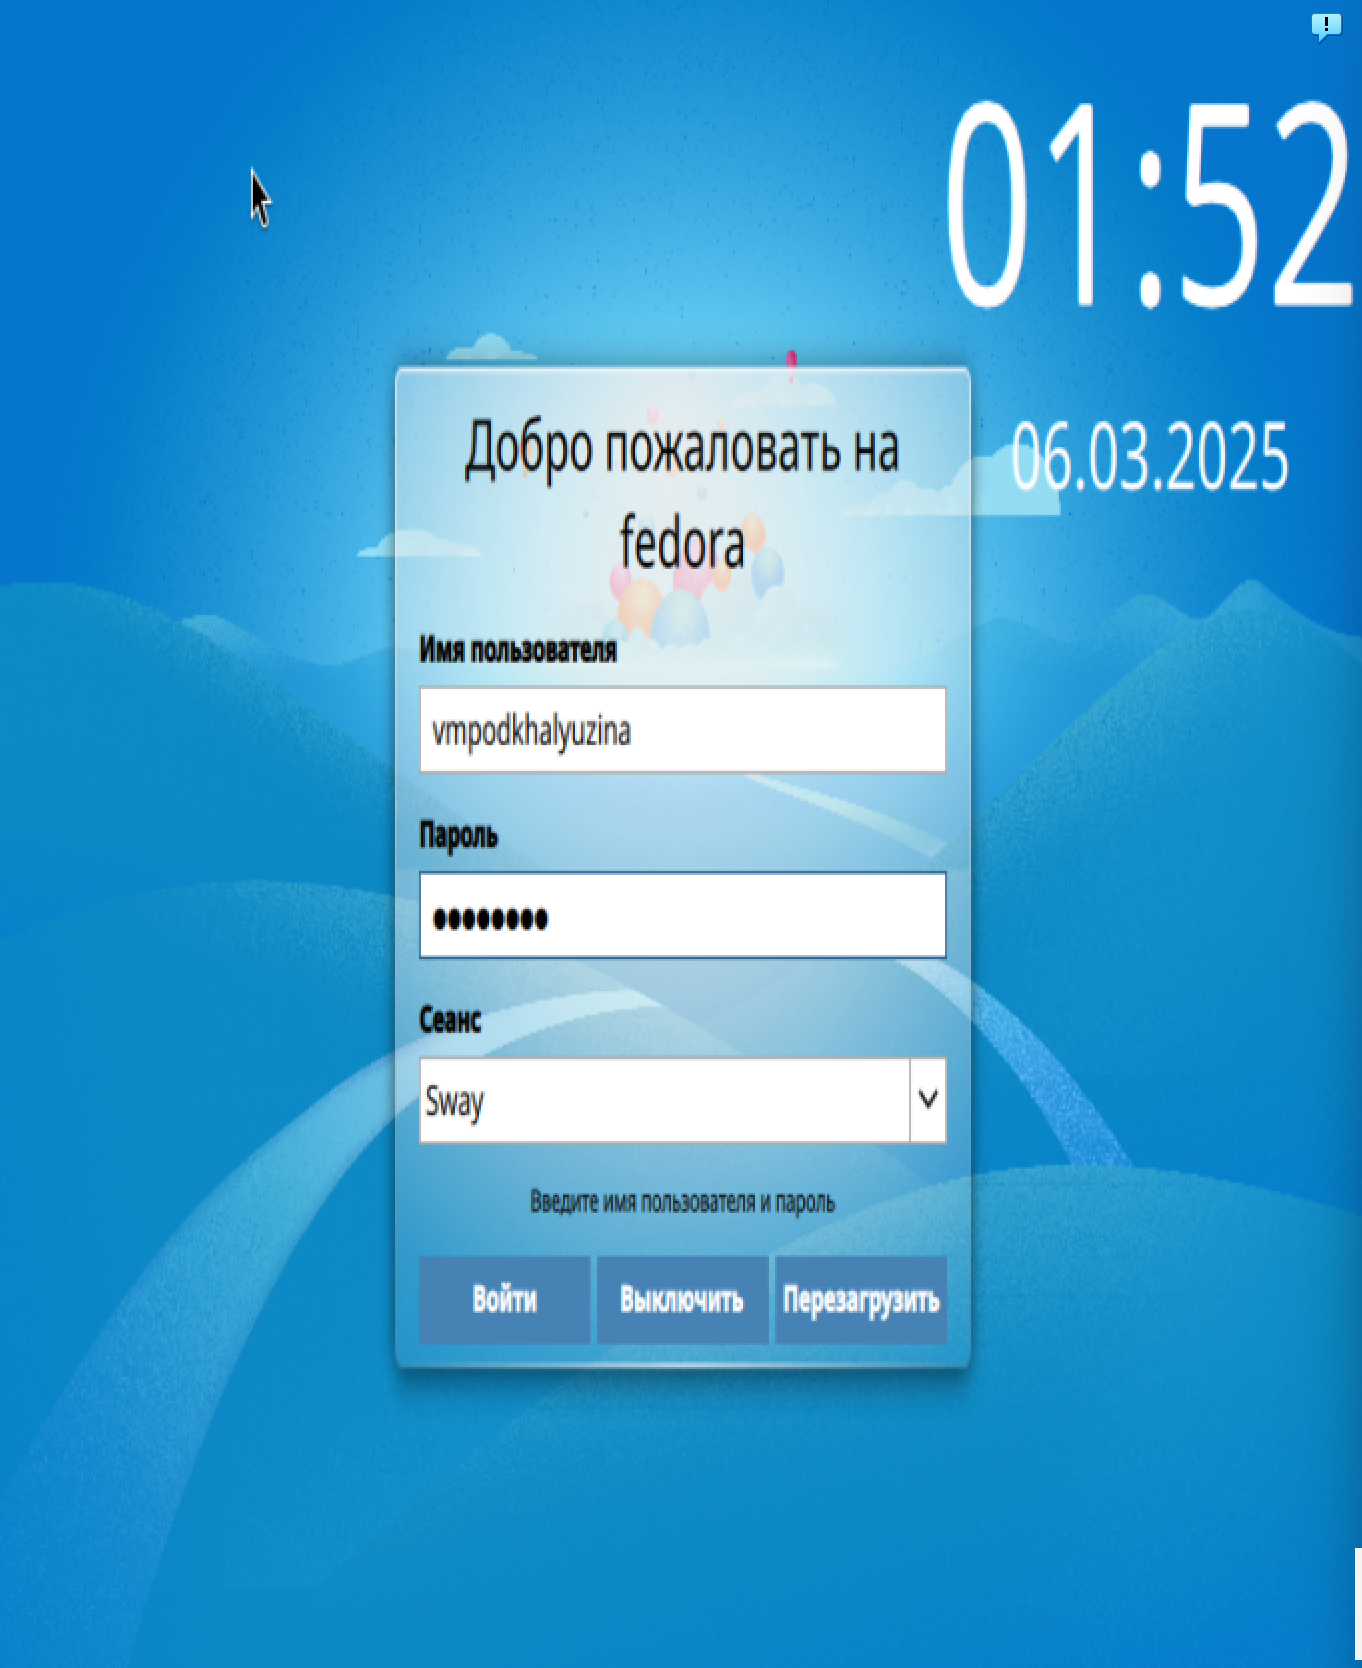 01:52
06.03.2025
Добро пожаловать на
fedora
Имя пользователя
vmpodkhalyuzina
Пароль
●●●●●●●●
Сеанс
Sway
Введите имя пользователя и пароль
Войти Выключить Перезагрузить